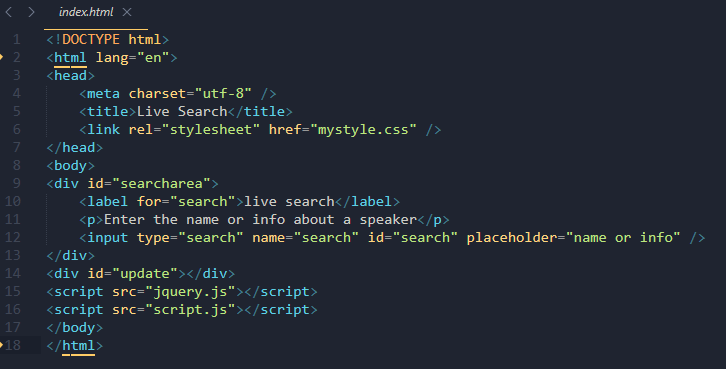 index.html
1 <!DOCTYPE html>
2 <html lang="en">
3 <head>
4     <meta charset="utf-8" />
5     <title>Live Search</title>
6     <link rel="stylesheet" href="mystyle.css" />
7 </head>
8 <body>
9 <div id="searcharea">
10     <label for="search">live search</label>
11     <p>Enter the name or info about a speaker</p>
12     <input type="search" name="search" id="search" placeholder="name or info" />
13 </div>
14 <div id="update"></div>
15 <script src="jquery.js"></script>
16 <script src="script.js"></script>
17 </body>
18 </html>